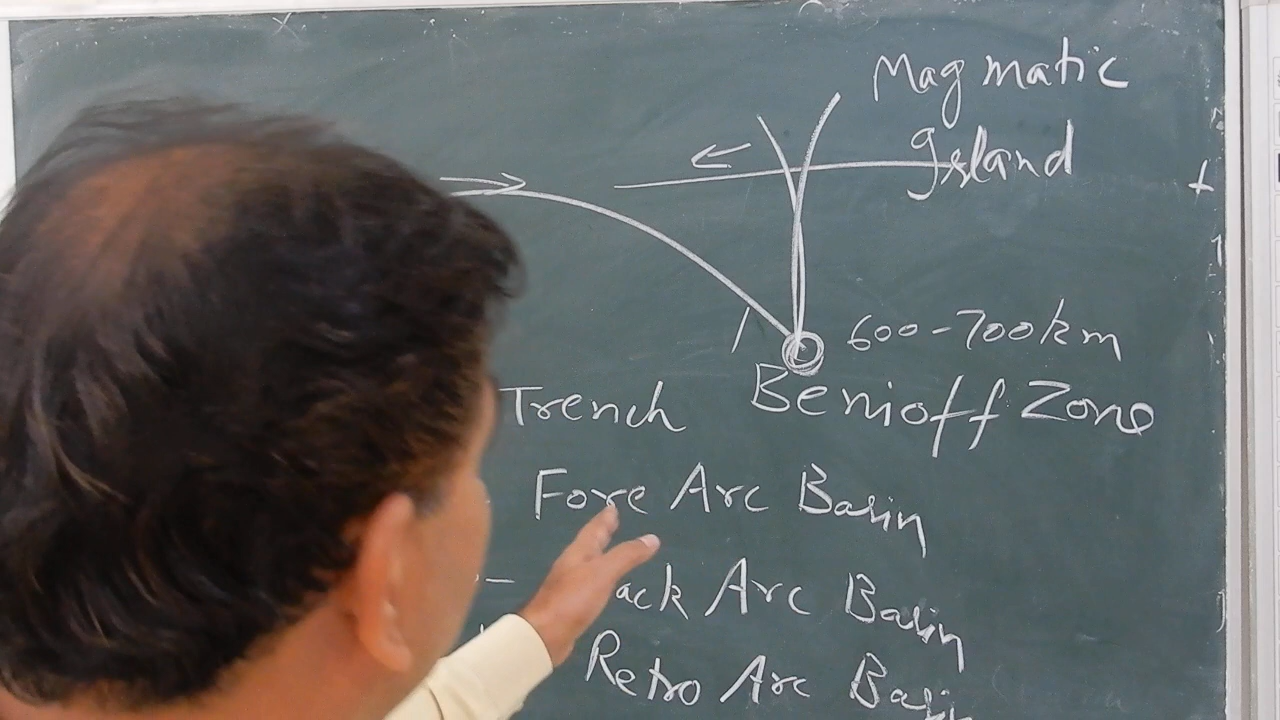 Magmatic
Island
600-700km
Trench
Benioff Zone
Fore Arc Basin
ack Arc Basin
Retro Arc Basin